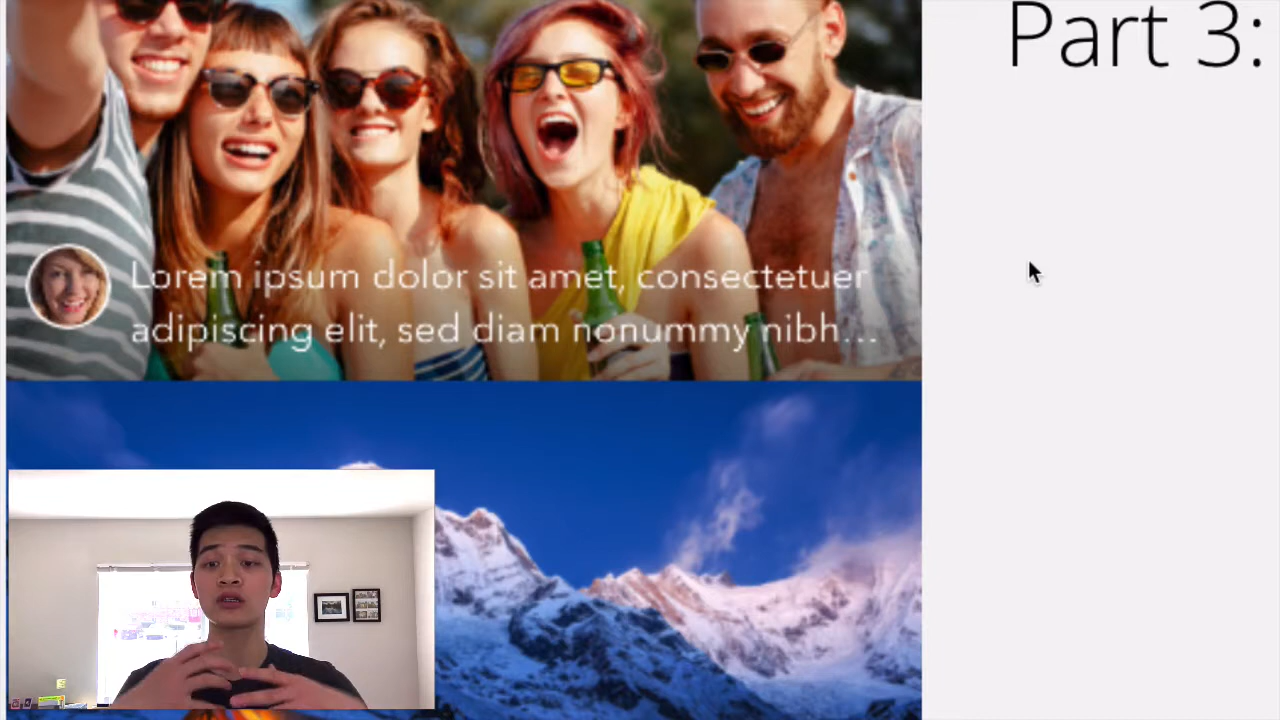 Part 3:
Lorem ipsum dolor sit amet, consectetuer
adipiscing elit, sed diam nonummy nibh...